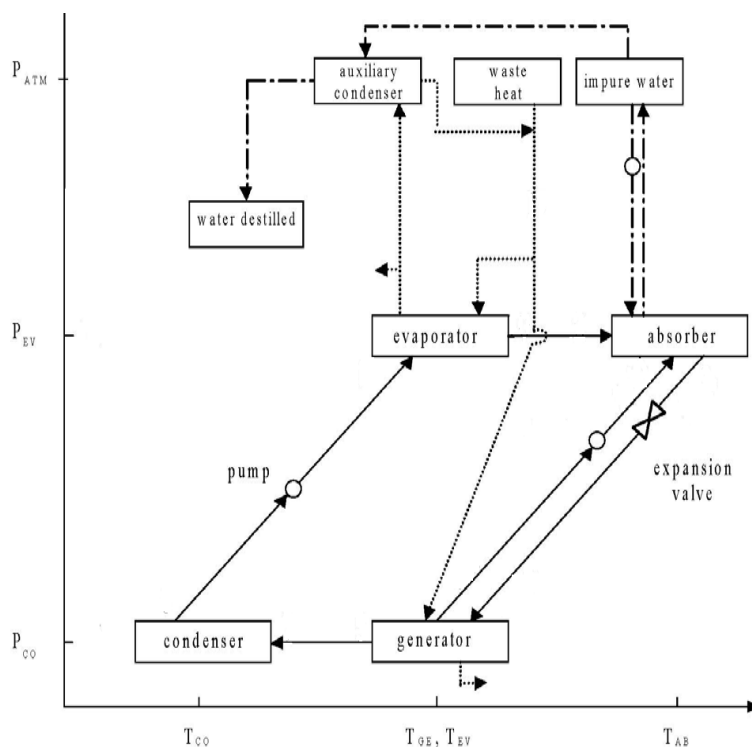 P ATM
auxiliary
condenser
waste
heat
impure water
water destilled
P EV
evaporator
absorber
pump
expansion
valve
P CO
condenser
generator
T CO
T GE, T EV
T AB